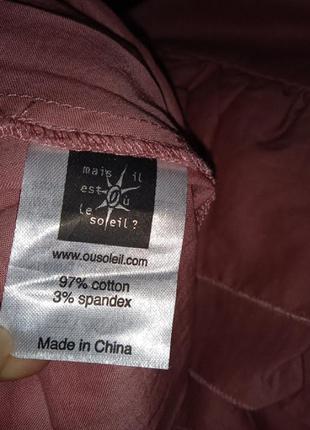 mais il
est où
le soleil ?
www.ousoleil.com
97% cotton
3% spandex
Made in China